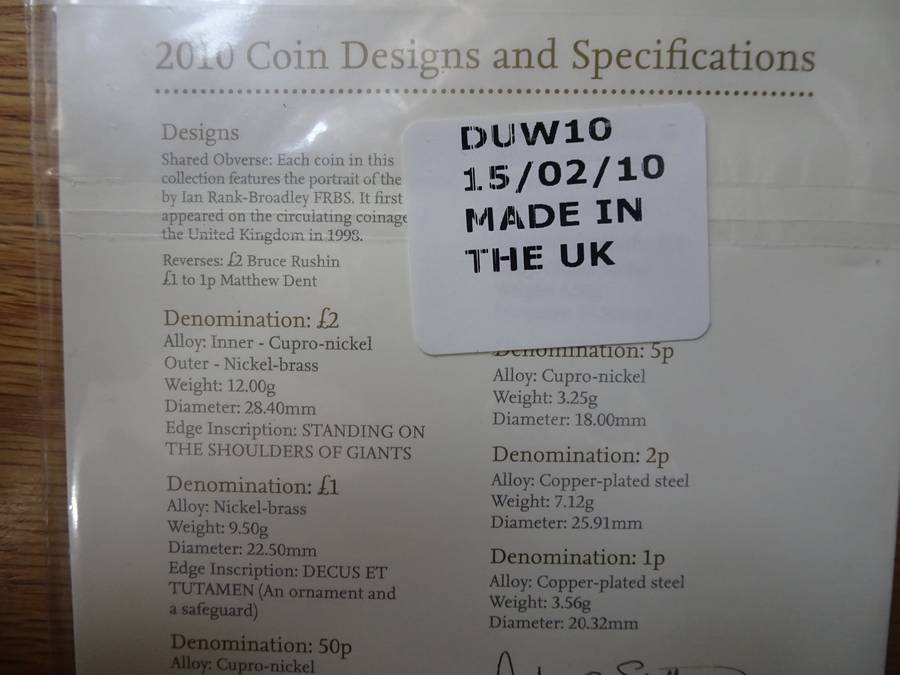 2010 Coin Designs and Specifications
Designs
Shared Obverse: Each coin in this
collection features the portrait of the
by Ian Rank-Broadley FRBS. It first
appeared on the circulating coinage
the United Kingdom in 1998.
Reverses: £2 Bruce Rushin
£1 to 1p Matthew Dent
Denomination: £2
Alloy: Inner - Cupro-nickel
Outer - Nickel-brass
Weight: 12.00g
Diameter: 28.40mm
Edge Inscription: STANDING ON
THE SHOULDERS OF GIANTS
Denomination: £1
Alloy: Nickel-brass
Weight: 9.50g
Diameter: 22.50mm
Edge Inscription: DECUS ET
TUTAMEN (An ornament and
a safeguard)
Denomination: 50p
Alloy: Cupro-nickel
DUW10
15/02/10
MADE IN
THE UK
Denomination: 5p
Alloy: Cupro-nickel
Weight: 3.25g
Diameter: 18.00mm
Denomination: 2p
Alloy: Copper-plated steel
Weight: 7.12g
Diameter: 25.91mm
Denomination: 1p
Alloy: Copper-plated steel
Weight: 3.56g
Diameter: 20.32mm